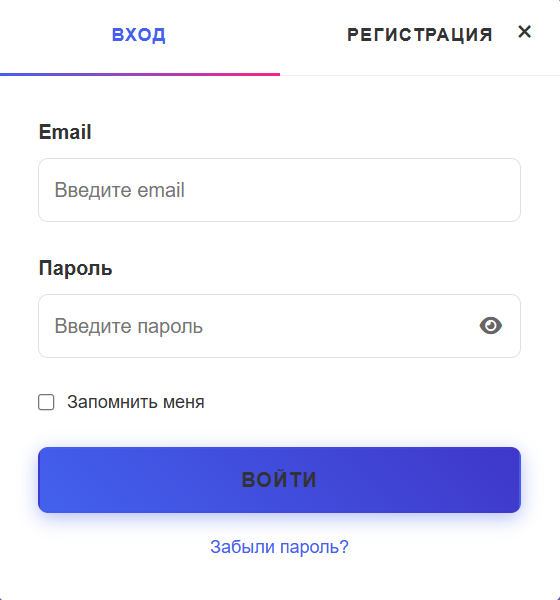 ВХОД РЕГИСТРАЦИЯ ×
Email
Введите email
Пароль
Введите пароль
Запомнить меня
ВОЙТИ
Забыли пароль?